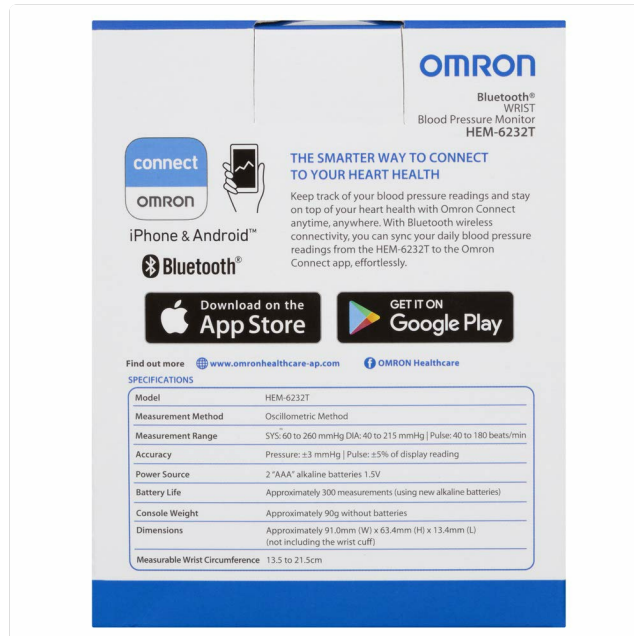 OMRON
Bluetooth®
WRIST
Blood Pressure Monitor
HEM-6232T
connect
OMRON
iPhone & Android™
Bluetooth®
THE SMARTER WAY TO CONNECT
TO YOUR HEART HEALTH
Keep track of your blood pressure readings and stay
on top of your heart health with Omron Connect
anytime, anywhere. With Bluetooth wireless
connectivity, you can sync your daily blood pressure
readings from the HEM-6232T to the Omron
Connect app, effortlessly.
Download on the
App Store
GET IT ON
Google Play
Find out more www.omronhealthcare-ap.com OMRON Healthcare
SPECIFICATIONS
Model HEM-6232T
Measurement Method Oscillometric Method
Measurement Range SYS: 60 to 260 mmHg DIA: 40 to 215 mmHg | Pulse: 40 to 180 beats/min
Accuracy Pressure: ±3 mmHg | Pulse: ±5% of display reading
Power Source 2 "AAA" alkaline batteries 1.5V
Battery Life Approximately 300 measurements (using new alkaline batteries)
Console Weight Approximately 90g without batteries
Dimensions Approximately 91.0mm (W) x 63.4mm (H) x 13.4mm (L)
(not including the wrist cuff)
Measurable Wrist Circumference 13.5 to 21.5cm